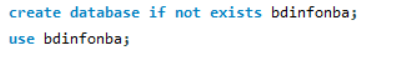 create database if not exists bdinfonba;
use bdinfonba;